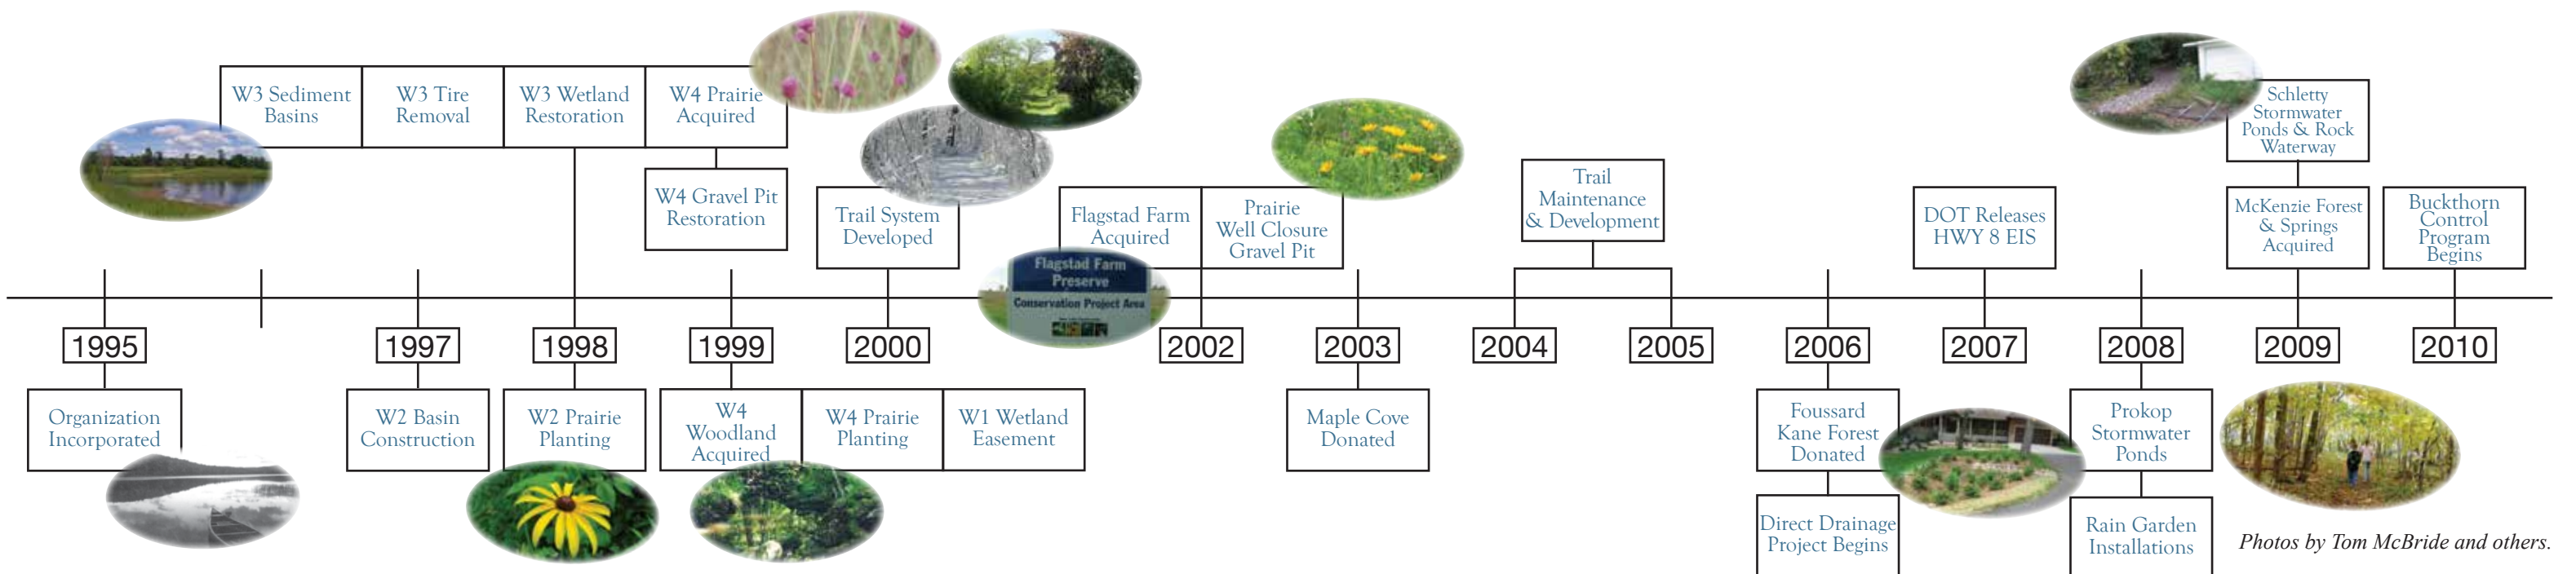 W3 Sediment
Basins
W3 Tire
Removal
W3 Wetland
Restoration
W4 Prairie
Acquired
W4 Gravel Pit
Restoration
Trail System
Developed
Flagstad Farm
Acquired
Prairie
Well Closure
Gravel Pit
Trail
Maintenance
& Development
DOT Releases
HWY 8 EIS
Schletty
Stormwater
Ponds & Rock
Waterway
McKenzie Forest
& Springs
Acquired
Buckthorn
Control
Program
Begins
Flagstad Farm
Preserve
Conservation Project Area
1995
1997
1998
1999
2000
2002
2003
2004
2005
2006
2007
2008
2009
2010
Organization
Incorporated
W2 Basin
Construction
W2 Prairie
Planting
W4
Woodland
Acquired
W4 Prairie
Planting
W1 Wetland
Easement
Maple Cove
Donated
Foussard
Kane Forest
Donated
Direct Drainage
Project Begins
Prokop
Stormwater
Ponds
Rain Garden
Installations
Photos by Tom McBride and others.